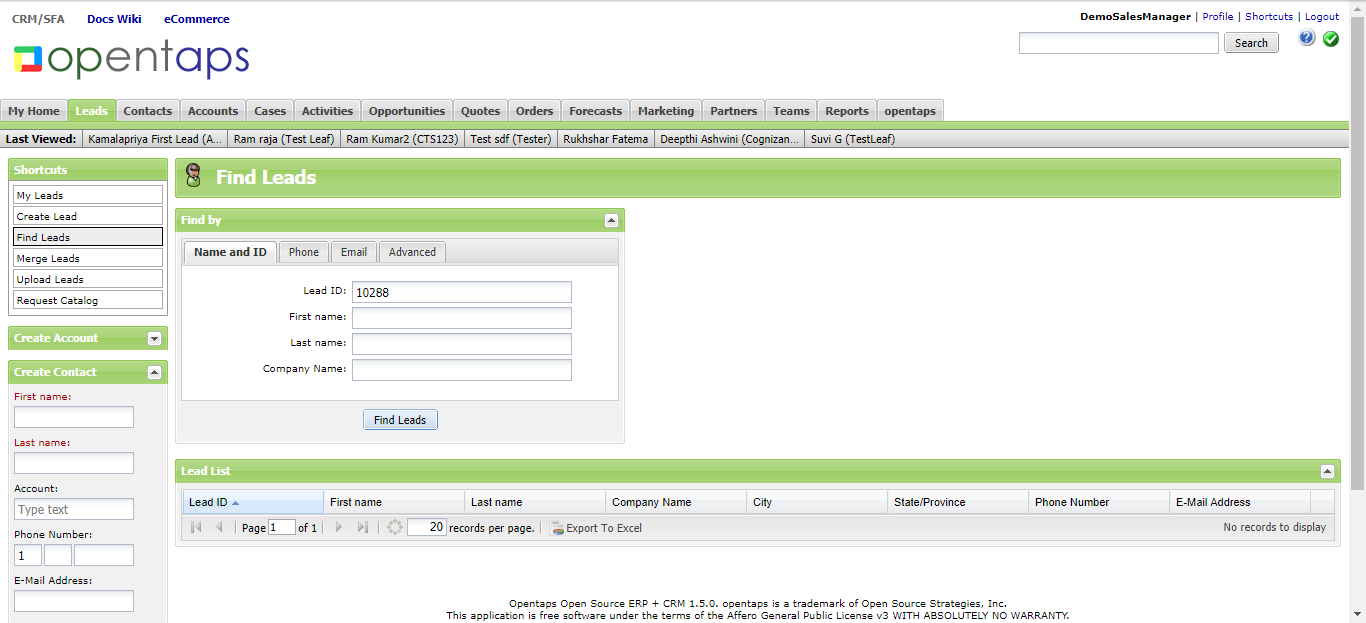 CRM/SFA Docs Wiki eCommerce
DemoSalesManager | Profile | Shortcuts | Logout
opentaps
Search
?
My Home Leads Contacts Accounts Cases Activities Opportunities Quotes Orders Forecasts Marketing Partners Teams Reports opentaps
Last Viewed: Kamalapriya First Lead (A... Ram raja (Test Leaf) Ram Kumar2 (CTS123) Test sdf (Tester) Rukhshar Fatema Deepthi Ashwini (Cognizan... Suvi G (TestLeaf)
Shortcuts
My Leads
Create Lead
Find Leads
Merge Leads
Upload Leads
Request Catalog
Create Account
Create Contact
First name:
Last name:
Account:
Type text
Phone Number:
1
E-Mail Address:
Find Leads
Find by
Name and ID Phone Email Advanced
Lead ID: 10288
First name:
Last name:
Company Name:
Find Leads
Lead List
Lead ID First name Last name Company Name City State/Province Phone Number E-Mail Address
Page 1 of 1 20 records per page. Export To Excel No records to display
Opentaps Open Source ERP + CRM 1.5.0. opentaps is a trademark of Open Source Strategies, Inc.
This application is free software under the terms of the Affero General Public License v3 WITH ABSOLUTELY NO WARRANTY.